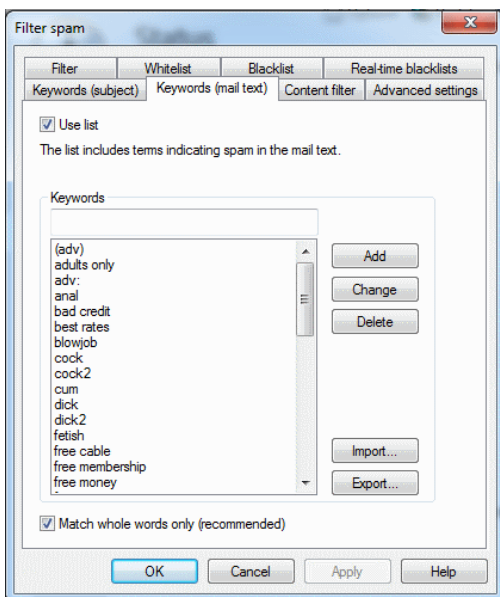 Filter spam
Filter Whitelist Blacklist Real-time blacklists
Keywords (subject) Keywords (mail text) Content filter Advanced settings
Use list
The list includes terms indicating spam in the mail text.
Keywords
(adv)
adults only
adv:
anal
bad credit
best rates
blowjob
cock
cock2
cum
dick
dick2
fetish
free cable
free membership
free money
Add
Change
Delete
Import...
Export...
Match whole words only (recommended)
OK Cancel Apply Help